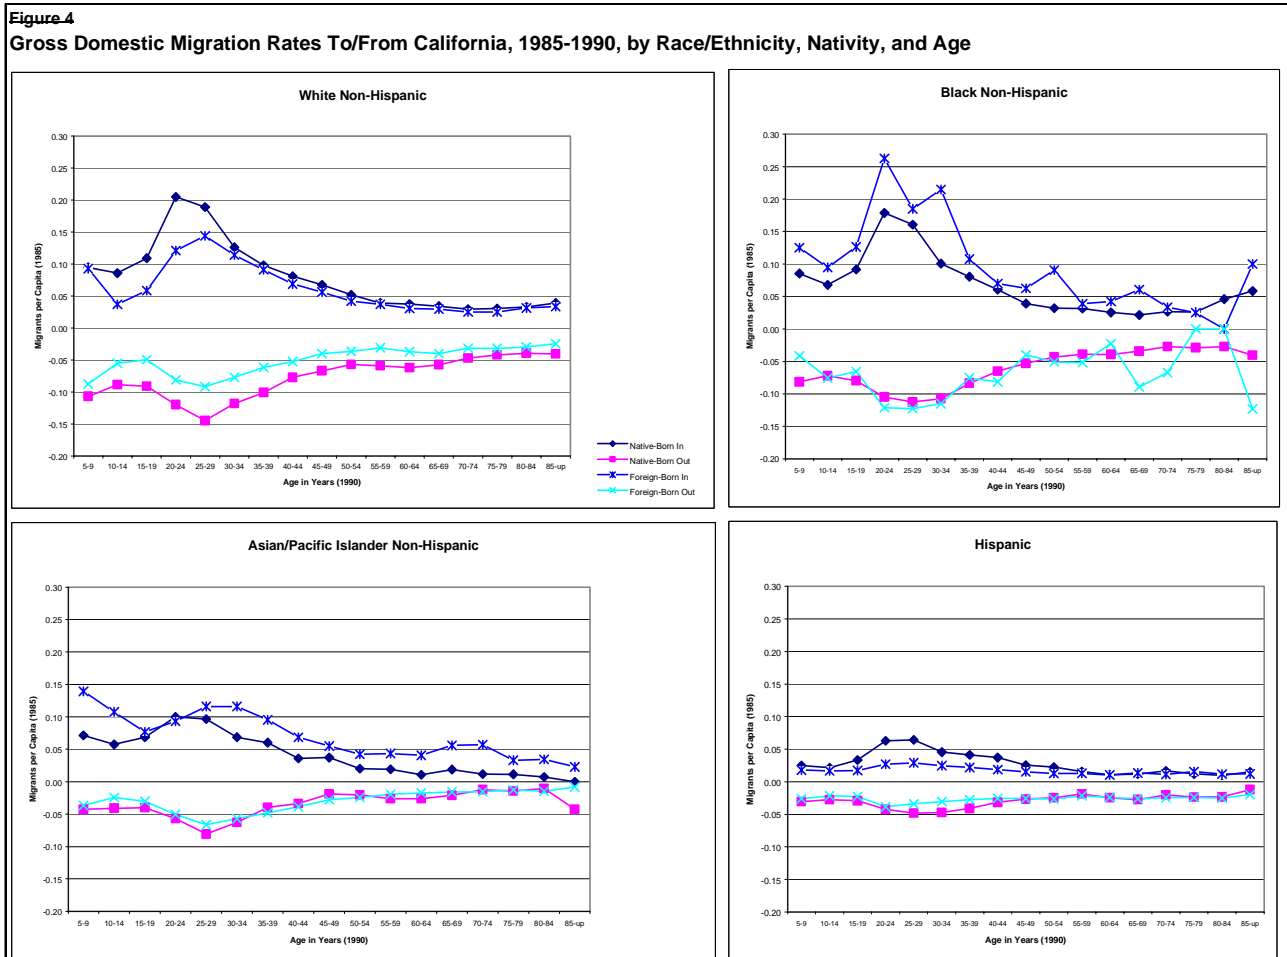 Figure 4
Gross Domestic Migration Rates To/From California, 1985-1990, by Race/Ethnicity, Nativity, and Age
White Non-Hispanic
0.30
0.25
0.20
0.15
0.10
0.05
0.00
-0.05
-0.10
-0.15
-0.20
Migrants per Capita (1985)
5-9 10-14 15-19 20-24 25-29 30-34 35-39 40-44 45-49 50-54 55-59 60-64 65-69 70-74 75-79 80-84 85-up
Age in Years (1990)
Native-Born In
Native-Born Out
Foreign-Born In
Foreign-Born Out
Black Non-Hispanic
0.30
0.25
0.20
0.15
0.10
0.05
0.00
-0.05
-0.10
-0.15
-0.20
Migrants per Capita (1985)
5-9 10-14 15-19 20-24 25-29 30-34 35-39 40-44 45-49 50-54 55-59 60-64 65-69 70-74 75-79 80-84 85-up
Age in Years (1990)
Asian/Pacific Islander Non-Hispanic
0.30
0.25
0.20
0.15
0.10
0.05
0.00
-0.05
-0.10
-0.15
-0.20
Migrants per Capita (1985)
5-9 10-14 15-19 20-24 25-29 30-34 35-39 40-44 45-49 50-54 55-59 60-64 65-69 70-74 75-79 80-84 85-up
Age in Years (1990)
Hispanic
0.30
0.25
0.20
0.15
0.10
0.05
0.00
-0.05
-0.10
-0.15
-0.20
Migrants per Capita (1985)
5-9 10-14 15-19 20-24 25-29 30-34 35-39 40-44 45-49 50-54 55-59 60-64 65-69 70-74 75-79 80-84 85-up
Age in Years (1990)